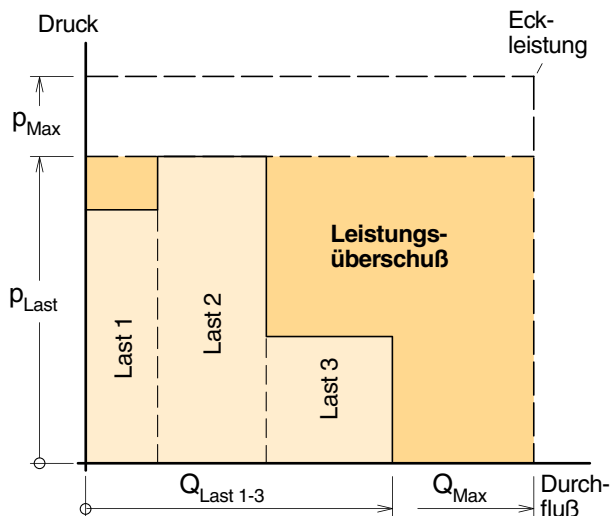 Druck
Eck-
leistung
pMax
Leistungs-
überschuß
pLast
Last 1
Last 2
Last 3
QLast 1-3
QMax
Durch-
fluß